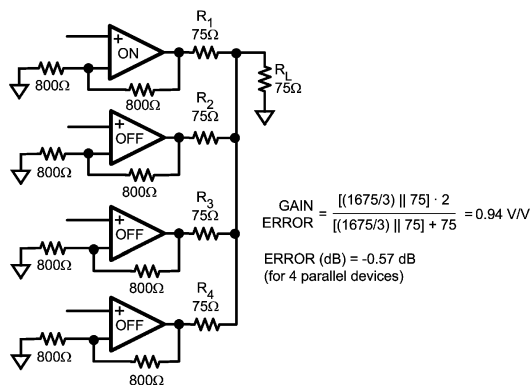 R1
75Ω
+
ON
800Ω
800Ω
RL
75Ω
R2
75Ω
+
OFF
800Ω
800Ω
R3
75Ω
+
OFF
800Ω
800Ω
R4
75Ω
+
OFF
800Ω
800Ω
GAIN ERROR = [(1675/3) || 75] · 2 / [(1675/3) || 75] + 75 = 0.94 V/V
ERROR (dB) = -0.57 dB
(for 4 parallel devices)